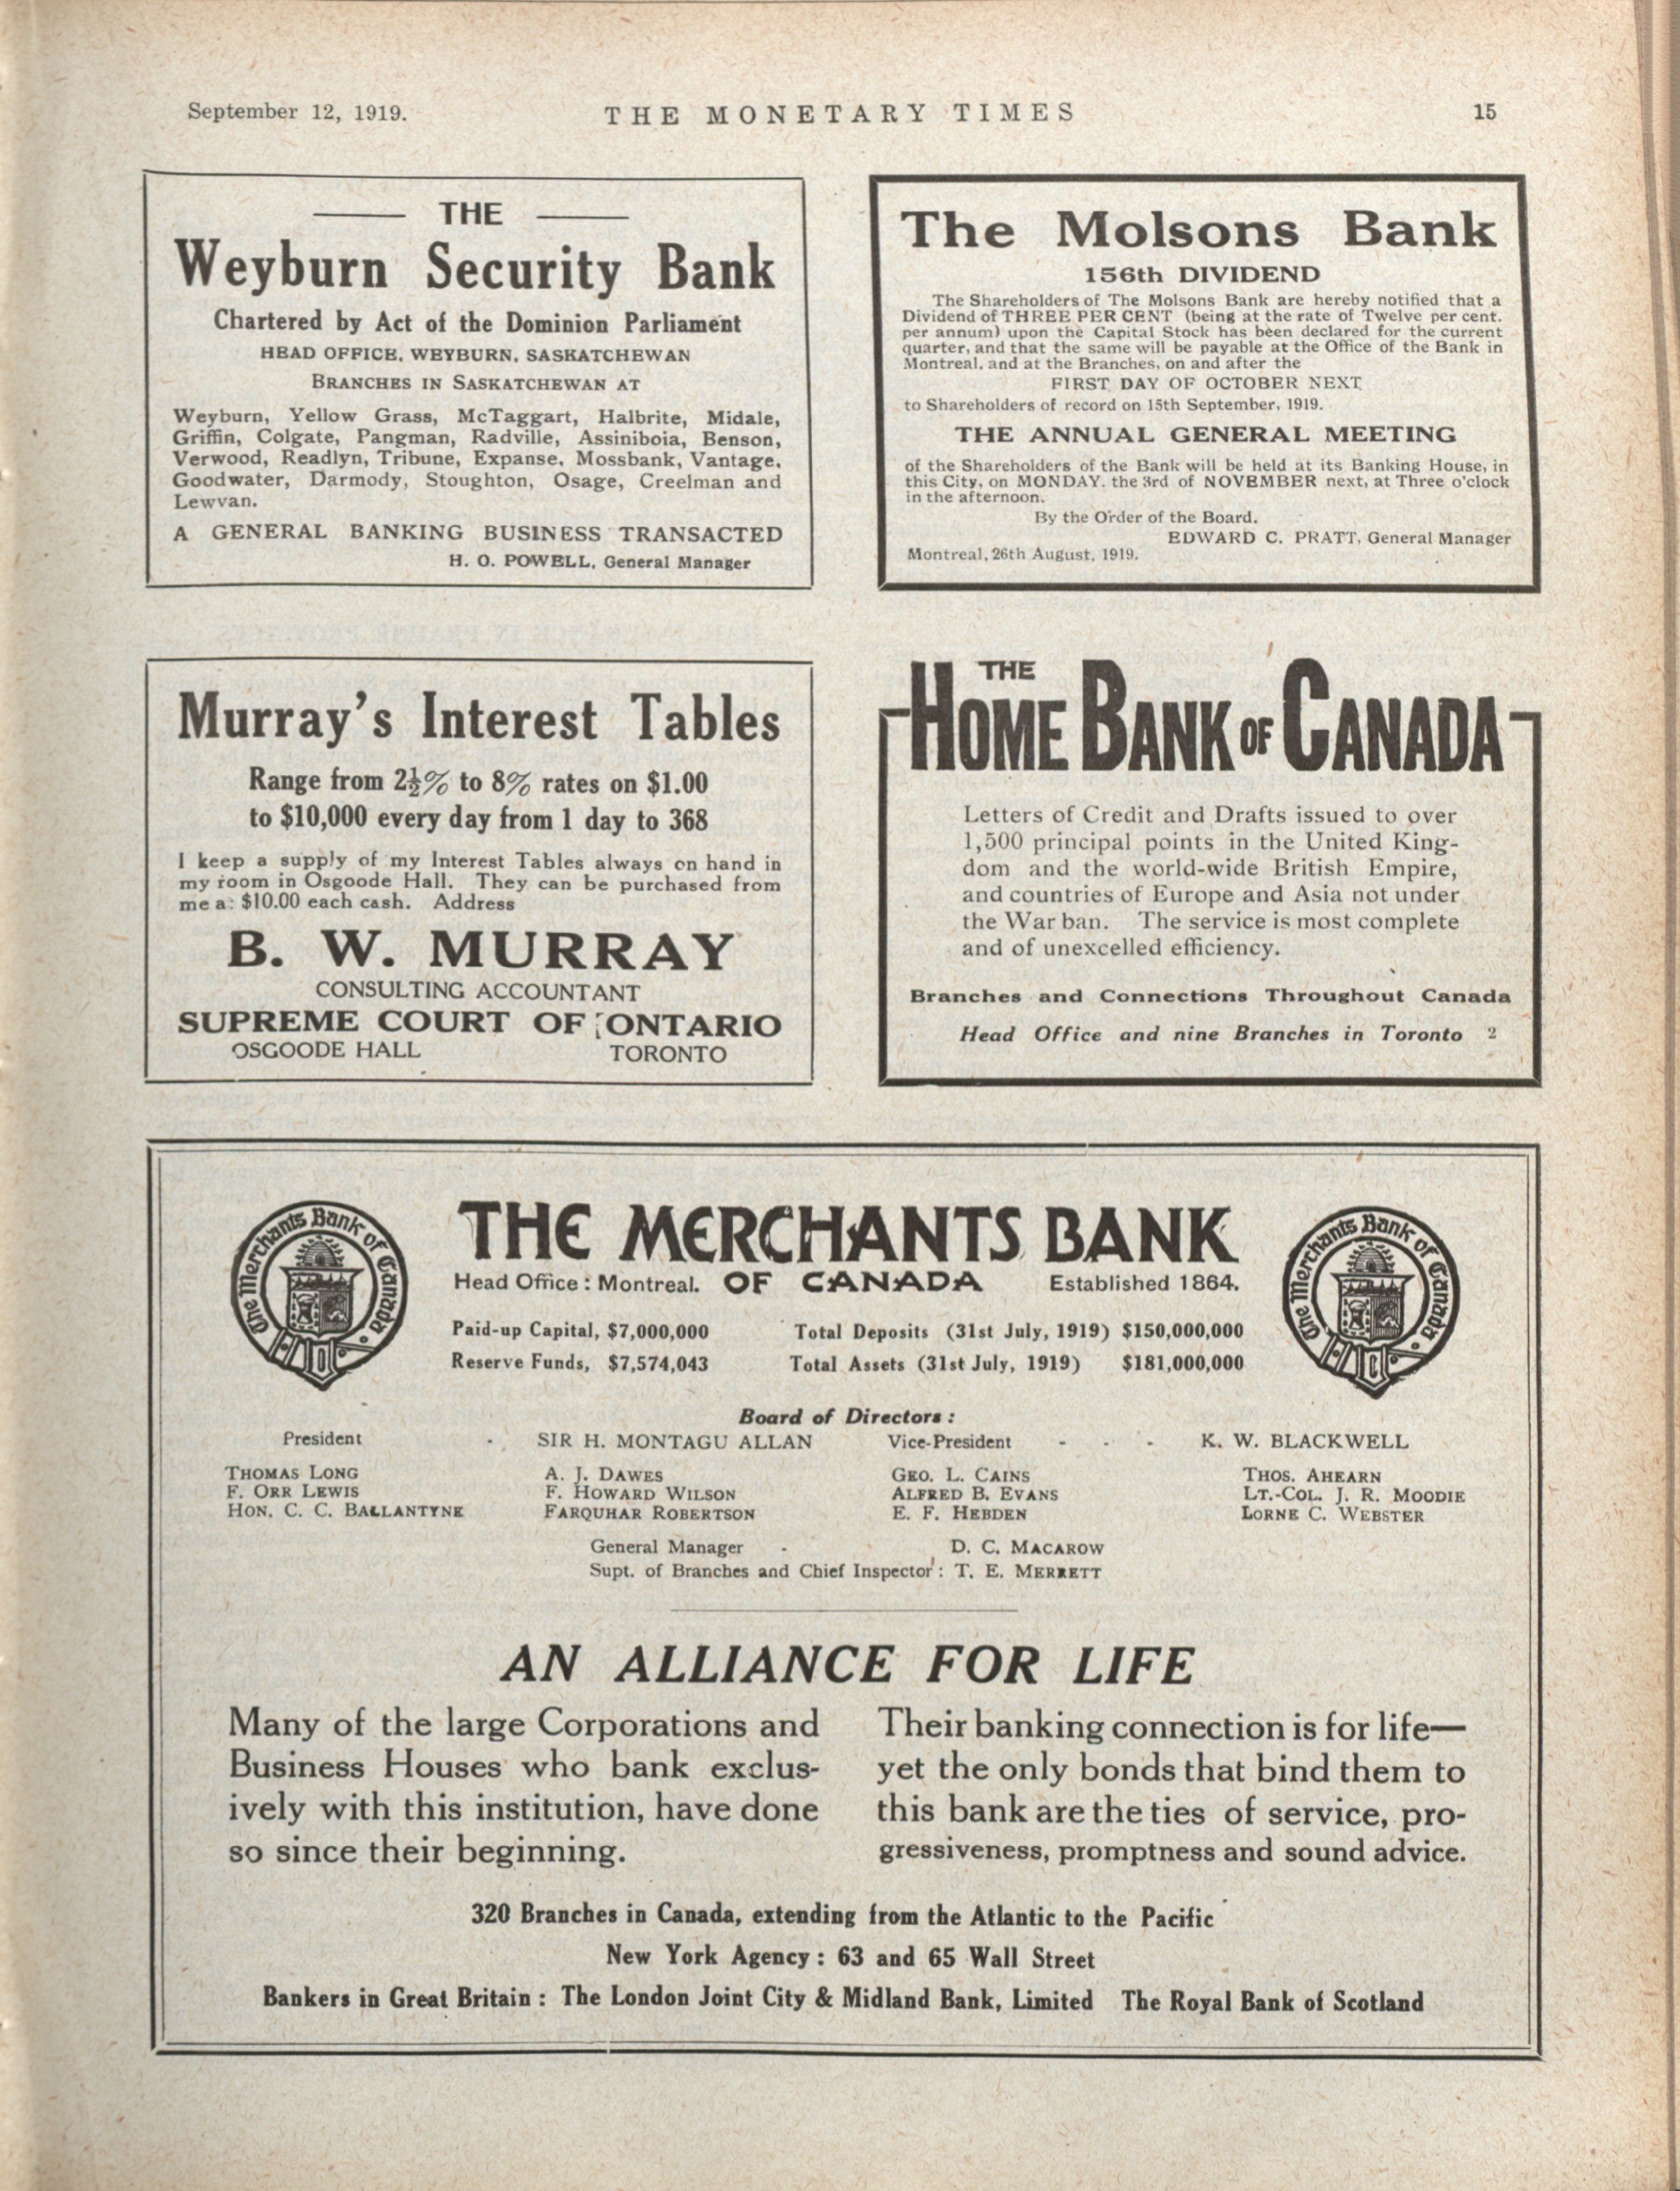 September 12, 1919.
THE MONETARY TIMES
15
THE
Weyburn Security Bank
Chartered by Act of the Dominion Parliament
HEAD OFFICE, WEYBURN, SASKATCHEWAN
BRANCHES IN SASKATCHEWAN AT
Weyburn, Yellow Grass, McTaggart, Halbrite, Midale,
Griffin, Colgate, Pangman, Radville, Assiniboia, Benson,
Verwood, Readlyn, Tribune, Expanse, Mossbank, Vantage,
Goodwater, Darmody, Stoughton, Osage, Creelman and
Lewvan.
A GENERAL BANKING BUSINESS TRANSACTED
H. O. POWELL, General Manager
The Molsons Bank
156th DIVIDEND
The Shareholders of The Molsons Bank are hereby notified that a
Dividend of THREE PER CENT (being at the rate of Twelve per cent.
per annum) upon the Capital Stock has been declared for the current
quarter, and that the same will be payable at the Office of the Bank in
Montreal, and at the Branches, on and after the
FIRST DAY OF OCTOBER NEXT
to Shareholders of record on 15th September, 1919.
THE ANNUAL GENERAL MEETING
of the Shareholders of the Bank will be held at its Banking House, in
this City, on MONDAY, the 3rd of NOVEMBER next, at Three o'clock
in the afternoon.
By the Order of the Board.
EDWARD C. PRATT, General Manager
Montreal, 26th August, 1919.
Murray's Interest Tables
Range from 2½% to 8% rates on $1.00
to $10,000 every day from 1 day to 368
I keep a supply of my Interest Tables always on hand in
my room in Osgoode Hall. They can be purchased from
me a: $10.00 each cash. Address
B. W. MURRAY
CONSULTING ACCOUNTANT
SUPREME COURT OF ONTARIO
OSGOODE HALL TORONTO
THE
HOME BANK OF CANADA
Letters of Credit and Drafts issued to over
1,500 principal points in the United King-
dom and the world-wide British Empire,
and countries of Europe and Asia not under
the War ban. The service is most complete
and of unexcelled efficiency.
Branches and Connections Throughout Canada
Head Office and nine Branches in Toronto 2
The Merchants Bank of Canada
THE MERCHANTS BANK
Head Office : Montreal. OF CANADA Established 1864.
The Merchants Bank of Canada
Paid-up Capital, $7,000,000 Total Deposits (31st July, 1919) $150,000,000
Reserve Funds, $7,574,043 Total Assets (31st July, 1919) $181,000,000
Board of Directors :
President - SIR H. MONTAGU ALLAN Vice-President - - - K. W. BLACKWELL
THOMAS LONG A. J. DAWES GEO. L. CAINS THOS. AHEARN
F. ORR LEWIS F. HOWARD WILSON ALFRED B. EVANS LT.-COL. J. R. MOODIE
HON. C. C. BALLANTYNE FARQUHAR ROBERTSON E. F. HEBDEN LORNE C. WEBSTER
General Manager - D. C. MACAROW
Supt. of Branches and Chief Inspector : T. E. MERRETT
AN ALLIANCE FOR LIFE
Many of the large Corporations and
Business Houses who bank exclus-
ively with this institution, have done
so since their beginning.
Their banking connection is for life—
yet the only bonds that bind them to
this bank are the ties of service, pro-
gressiveness, promptness and sound advice.
320 Branches in Canada, extending from the Atlantic to the Pacific
New York Agency : 63 and 65 Wall Street
Bankers in Great Britain : The London Joint City & Midland Bank, Limited The Royal Bank of Scotland